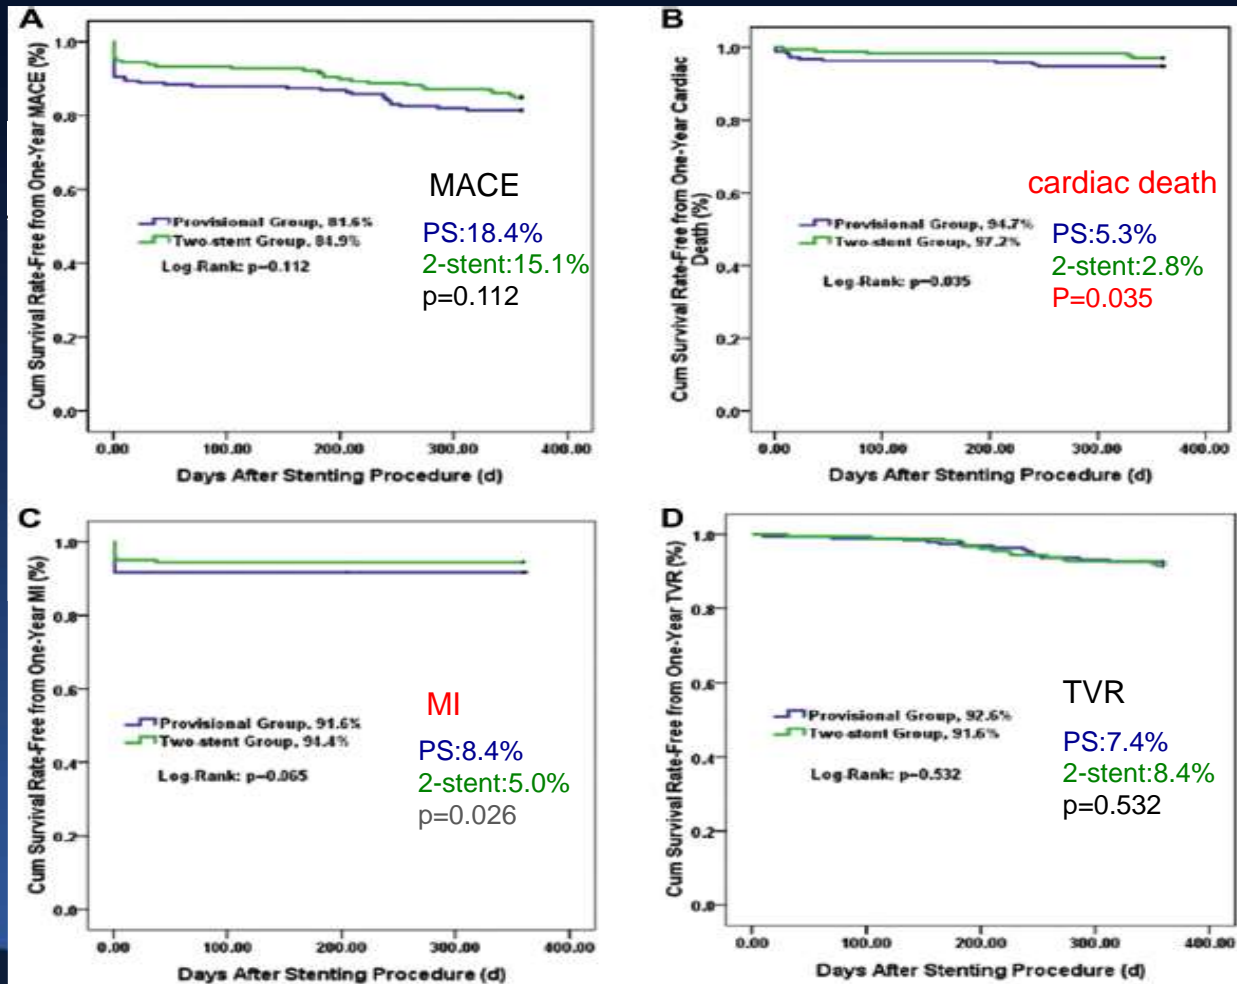 A
Cum Survival Rate-Free from One-Year MACE (%)
1.0
0.8
0.6
0.4
0.2
0.0
MACE
Provisional Group, 81.6%
Two-stent Group, 84.9%
Log-Rank: p=0.112
PS:18.4%
2-stent:15.1%
p=0.112
0.00 100.00 200.00 300.00 400.00
Days After Stenting Procedure (d)
B
Cum Survival Rate-Free from One-Year Cardiac
Death (%)
1.0
0.8
0.6
0.4
0.2
0.0
cardiac death
Provisional Group, 94.7%
Two-stent Group, 97.2%
Log-Rank: p=0.035
PS:5.3%
2-stent:2.8%
P=0.035
0.00 100.00 200.00 300.00 400.00
Days After Stenting Procedure (d)
C
Cum Survival Rate-Free from One-Year MI (%)
1.0
0.8
0.6
0.4
0.2
0.0
MI
Provisional Group, 91.6%
Two-stent Group, 94.4%
Log-Rank: p=0.065
PS:8.4%
2-stent:5.0%
p=0.026
0.00 100.00 200.00 300.00 400.00
Days After Stenting Procedure (d)
D
Cum Survival Rate-Free from One-Year TVR (%)
1.0
0.8
0.6
0.4
0.2
0.0
TVR
Provisional Group, 92.6%
Two-stent Group, 91.6%
Log-Rank: p=0.532
PS:7.4%
2-stent:8.4%
p=0.532
0.00 100.00 200.00 300.00 400.00
Days After Stenting Procedure (d)